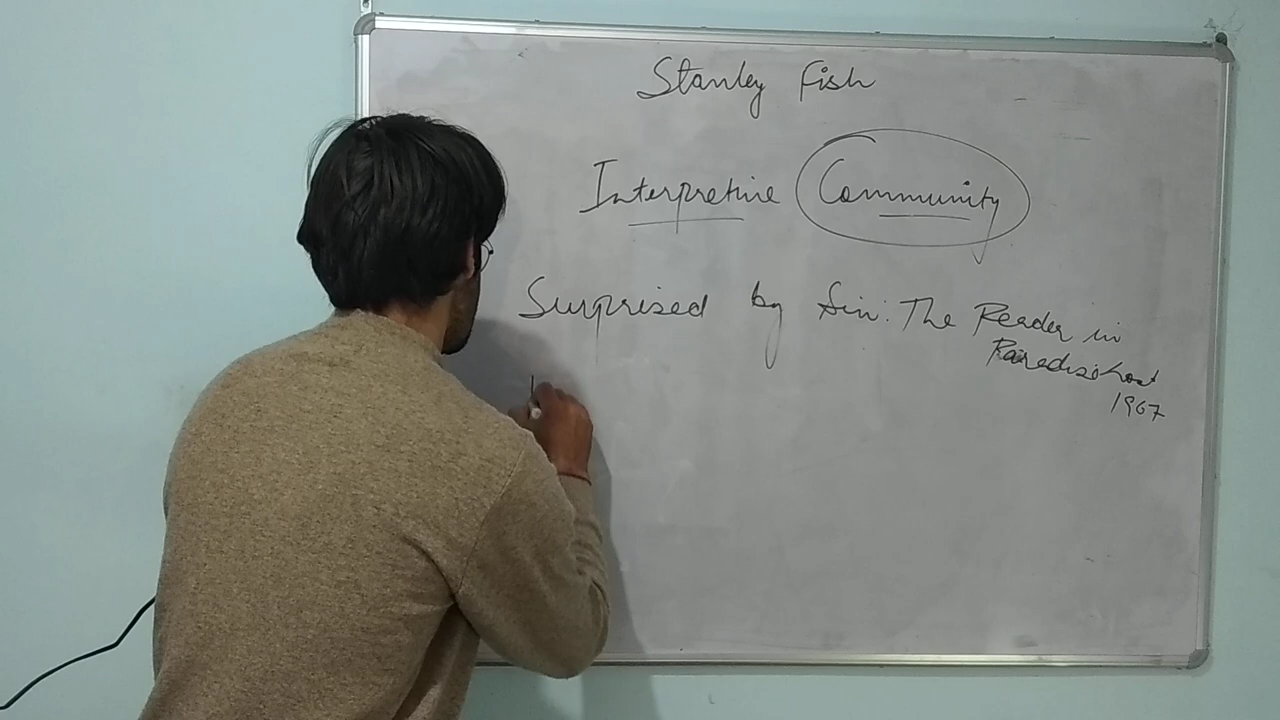 Stanley Fish
Interpretive Community
Surprised by Sin: The Reader in
Paradise Lost
1967